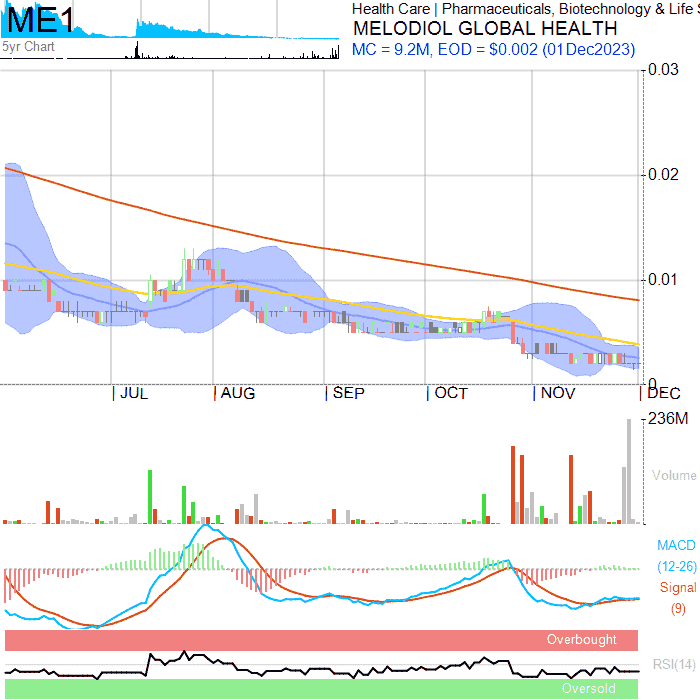 ME1
5yr Chart
Health Care | Pharmaceuticals, Biotechnology & Life S
MELODIOL GLOBAL HEALTH
MC = 9.2M, EOD = $0.002 (01Dec2023)
0.03
0.02
0.01
0
JUL AUG SEP OCT NOV DEC
236M
Volume
MACD
(12-26)
Signal
(9)
Overbought
RSI(14)
Oversold